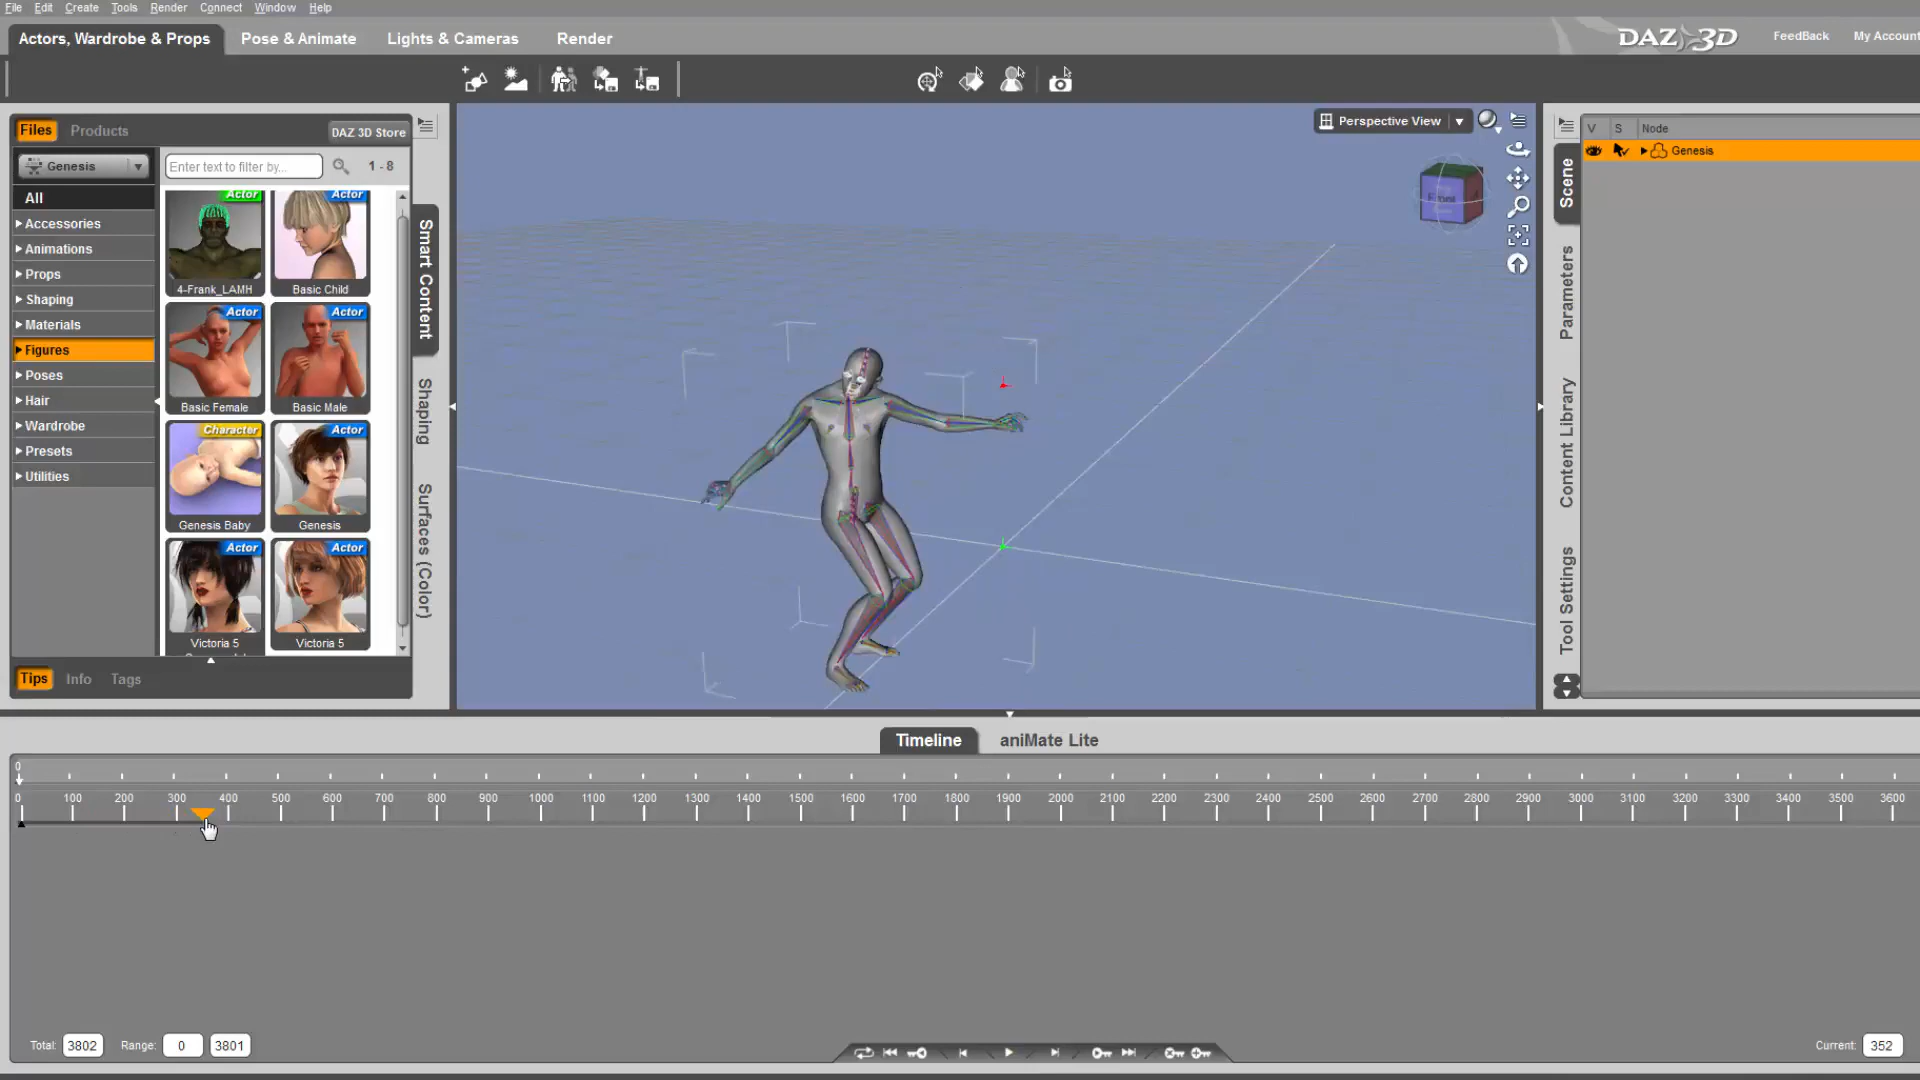 File Edit Create Tools Render Connect Window Help
Actors, Wardrobe & Props Pose & Animate Lights & Cameras Render
DAZ 3D FeedBack My Account
Files Products DAZ 3D Store
Genesis Enter text to filter by... 1 - 8
All
Accessories
Animations
Props
Shaping
Materials
Figures
Poses
Hair
Wardrobe
Presets
Utilities
Actor Actor
4-Frank_LAMH Basic Child
Actor Actor
Basic Female Basic Male
Character Actor
Genesis Baby Genesis
Actor Actor
Victoria 5 Victoria 5
Tips Info Tags
Smart Content
Shaping
Surfaces (Color)
Perspective View
Front
V S Node
Genesis
Scene
Parameters
Content Library
Tool Settings
Timeline aniMate Lite
0
0 100 200 300 400 500 600 700 800 900 1000 1100 1200 1300 1400 1500 1600 1700 1800 1900 2000 2100 2200 2300 2400 2500 2600 2700 2800 2900 3000 3100 3200 3300 3400 3500 3600
Total: 3802 Range: 0 3801 Current: 352